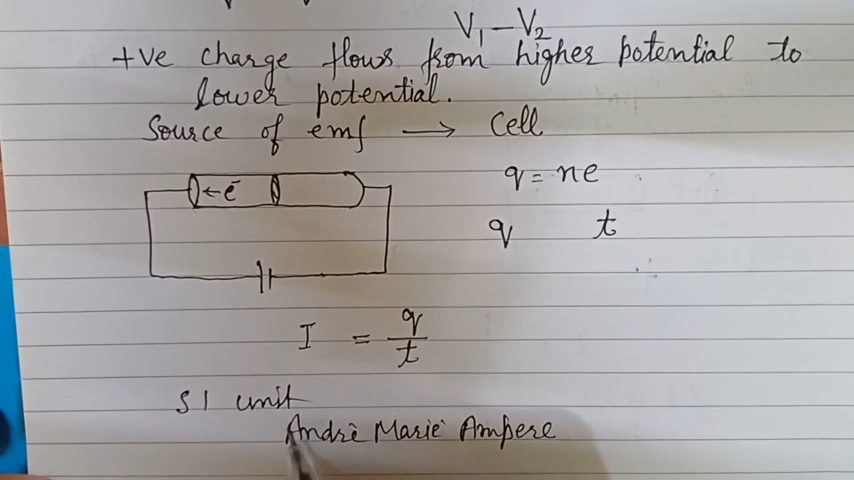 V₁ – V₂
+ve charge flows from higher potential to
lower potential.
Source of emf → Cell
← e⁻
q = ne
q t
I = q/t
SI unit
Andrè Marie Ampere